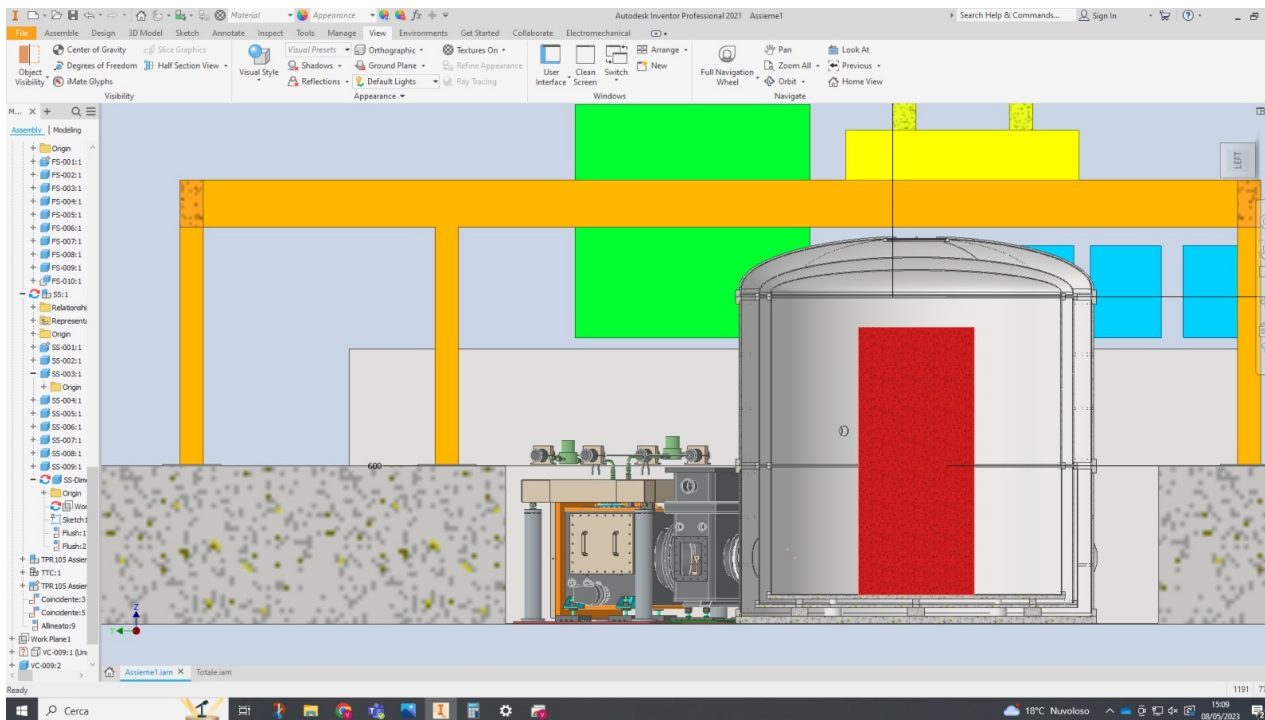 Material
Appearance
Autodesk Inventor Professional 2021 Assieme1
Search Help & Commands...
Sign In
File Assemble Design 3D Model Sketch Annotate Inspect Tools Manage View Environments Get Started Collaborate Electromechanical
Object Visibility
Center of Gravity
Degrees of Freedom
iMate Glyphs
Slice Graphics
Half Section View
Visibility
Visual Style
Visual Presets
Shadows
Reflections
Orthographic
Ground Plane
Default Lights
Textures On
Refine Appearance
Ray Tracing
Appearance
User Interface
Clean Screen
Switch
Arrange
New
Windows
Full Navigation Wheel
Pan
Zoom All
Orbit
Look At
Previous
Home View
Navigate
M...
Assembly | Modeling
Origin
FS-001:1
FS-002:1
FS-003:1
FS-004:1
FS-005:1
FS-006:1
FS-007:1
FS-008:1
FS-009:1
FS-010:1
SS:1
Relationshi
Represent
Origin
SS-001:1
SS-002:1
SS-003:1
Origin
SS-004:1
SS-005:1
SS-006:1
SS-007:1
SS-008:1
SS-009:1
SS-Dim
Origin
Wor
Sketch1
Flush:1
Flush:2
TPR105 Assier
TTC:1
TPR105 Assier
Coincidente:3
Coincidente:5
Allineato:9
Work Plane1
VC-009:1 (Un
VC-009:2
LEFT
600
Z
Y
Assieme1.iam
Totale.iam
Ready
1191
Cerca
18°C Nuvoloso
15:09
08/05/2023